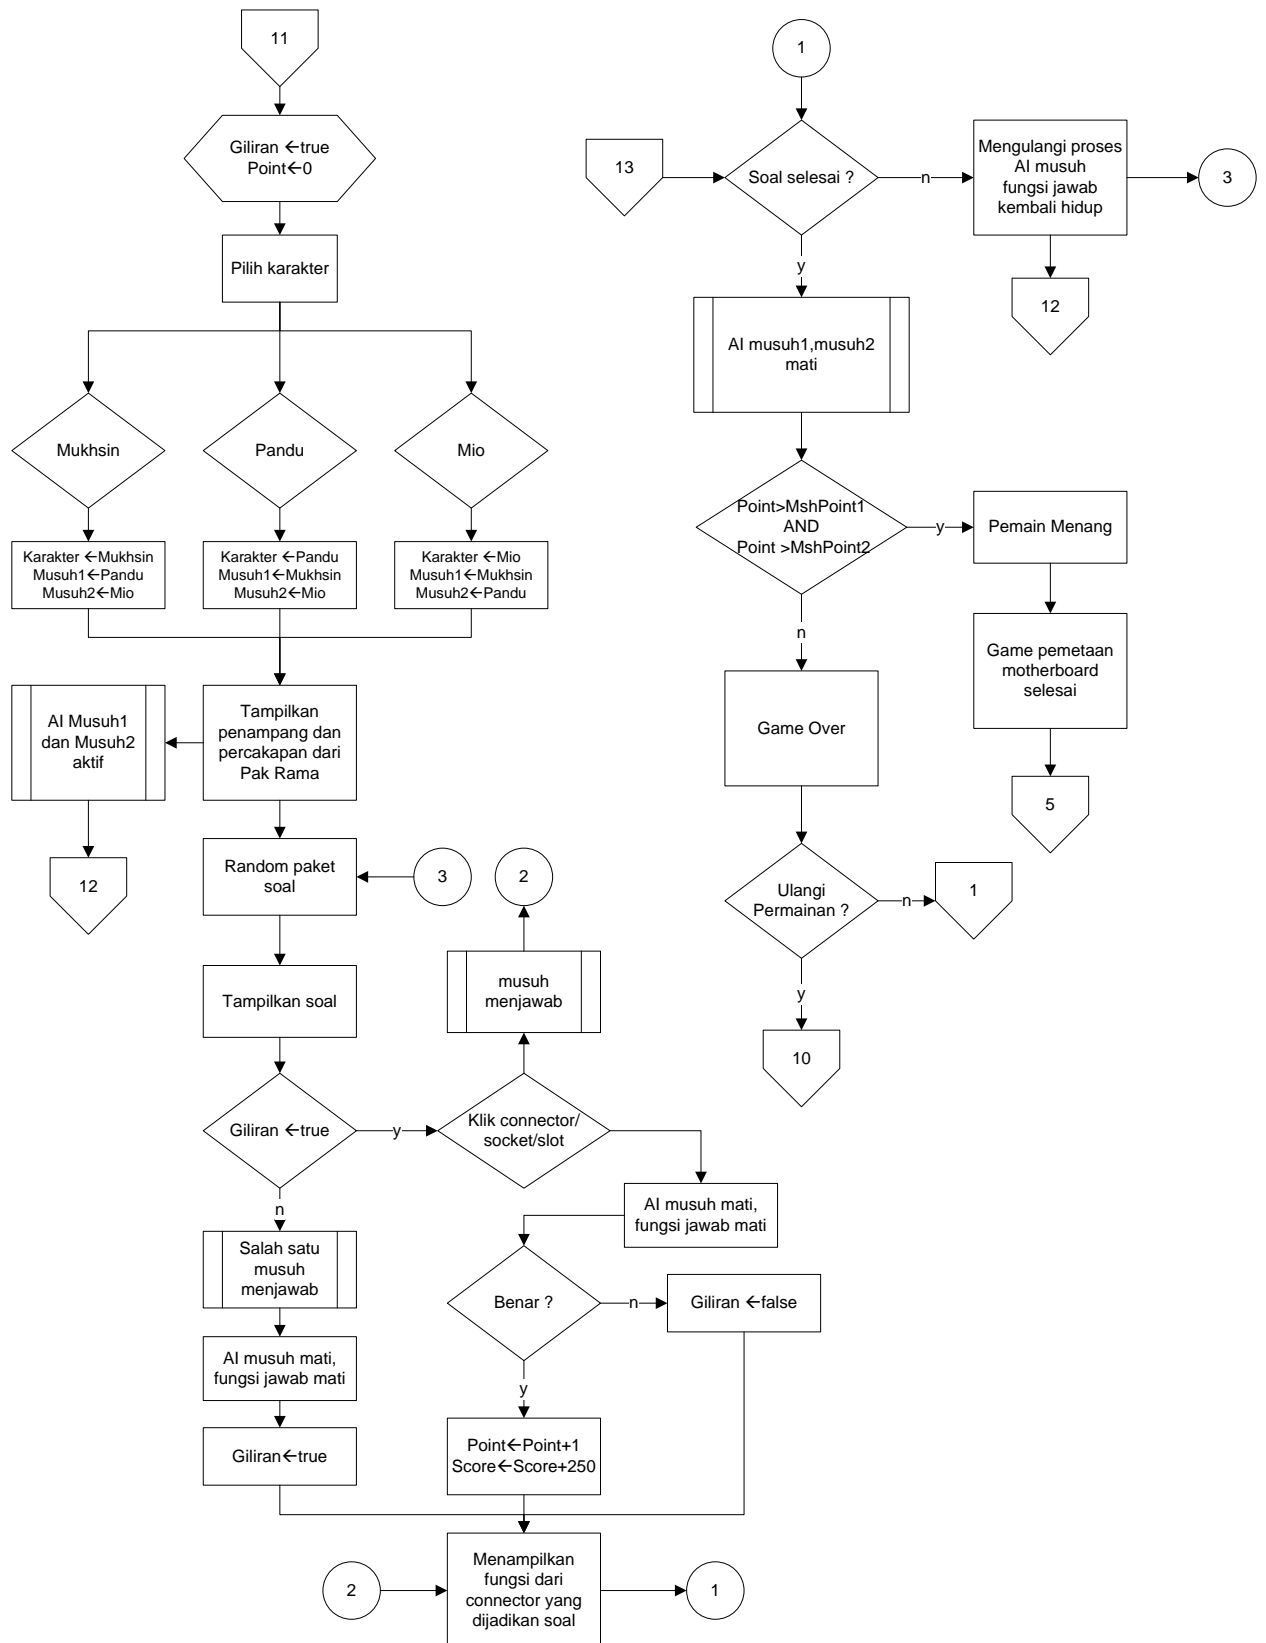 11
Giliran ←true
Point←0
Pilih karakter
Mukhsin
Pandu
Mio
Karakter ←Mukhsin
Musuh1←Pandu
Musuh2←Mio
Karakter ←Pandu
Musuh1←Mukhsin
Musuh2←Mio
Karakter ←Mio
Musuh1←Mukhsin
Musuh2←Pandu
AI Musuh1
dan Musuh2
aktif
Tampilkan
penampang dan
percakapan dari
Pak Rama
12
Random paket
soal
3
2
Tampilkan soal
musuh
menjawab
Giliran ←true
y
Klik connector/
socket/slot
n
AI musuh mati,
fungsi jawab mati
Salah satu
musuh
menjawab
Benar ?
n
Giliran ←false
AI musuh mati,
fungsi jawab mati
y
Giliran←true
Point←Point+1
Score←Score+250
2
Menampilkan
fungsi dari
connector yang
dijadikan soal
1
1
13
Soal selesai ?
n
Mengulangi proses
AI musuh
fungsi jawab
kembali hidup
3
y
12
AI musuh1,musuh2
mati
Point>MshPoint1
AND
Point >MshPoint2
y
Pemain Menang
n
Game pemetaan
motherboard
selesai
Game Over
5
Ulangi
Permainan ?
n
1
y
10